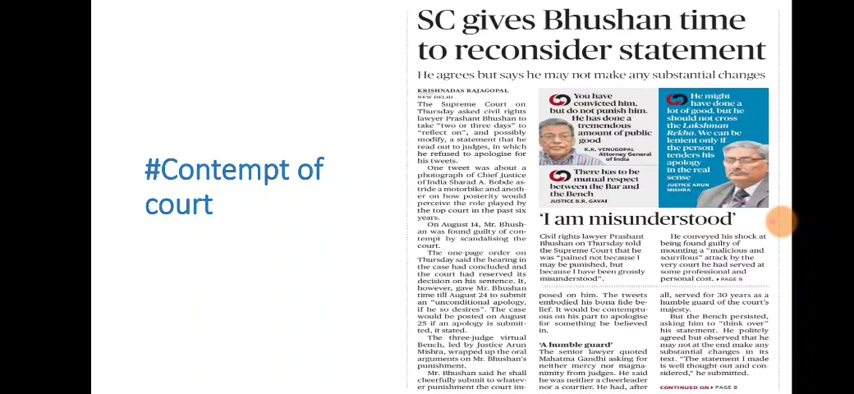 #Contempt of
court
SC gives Bhushan time
to reconsider statement
He agrees but says he may not make any substantial changes
KRISHNADAS RAJAGOPAL
NEW DELHI
The Supreme Court on
Thursday asked civil rights
lawyer Prashant Bhushan to
take "two or three days" to
"reflect on", and possibly
modify, a statement that he
read out to judges, in which
he refused to apologise for
his tweets.
One tweet was about a
photograph of Chief Justice
of India Sharad A. Bobde as-
tride a motorbike and anoth-
er on how posterity would
perceive the role played by
the top court in the past six
years.
On August 14, Mr. Bhush-
an was found guilty of con-
tempt by scandalising the
court.
The one-page order on
Thursday said the hearing in
the case had concluded and
the court had reserved its
decision on his sentence. It,
however, gave Mr. Bhushan
time till August 24 to submit
an "unconditional apology,
if he so desires". The case
would be posted on August
25 if an apology is submit-
ted, it stated.
The three-judge virtual
Bench, led by Justice Arun
Mishra, wrapped up the oral
arguments on Mr. Bhushan's
punishment.
Mr. Bhushan said he shall
cheerfully submit to whatev-
er punishment the court im-
You have
convicted him,
but do not punish him.
He has done a
tremendous
amount of public
good
K.K. VENUGOPAL
Attorney General
of India
There has to be
mutual respect
between the Bar and
the Bench
JUSTICE B.R. GAVAI
He might
have done a
lot of good, but he
should not cross
the Lakshman
Rekha. We can be
lenient only if
the person
tenders his
apology
in the real
sense
JUSTICE ARUN
MISHRA
'I am misunderstood'
Civil rights lawyer Prashant
Bhushan on Thursday told
the Supreme Court that he
was "pained not because I
may be punished, but
because I have been grossly
misunderstood".
He conveyed his shock at
being found guilty of
mounting a "malicious and
scurrilous" attack by the
very court he had served at
some professional and
personal cost. ▸ PAGE 9
posed on him. The tweets
embodied his bona fide be-
lief. It would be contemptu-
ous on his part to apologise
for something he believed
in.
'A humble guard'
The senior lawyer quoted
Mahatma Gandhi asking for
neither mercy nor magna-
nimity from judges. He said
he was neither a cheerleader
nor a courtier. He had, after
all, served for 30 years as a
humble guard of the court's
majesty.
But the Bench persisted,
asking him to "think over"
his statement. He politely
agreed but observed that he
may not at the end make any
substantial changes in its
text. "The statement I made
is well thought out and con-
sidered," he submitted.
CONTINUED ON ▸ PAGE 8